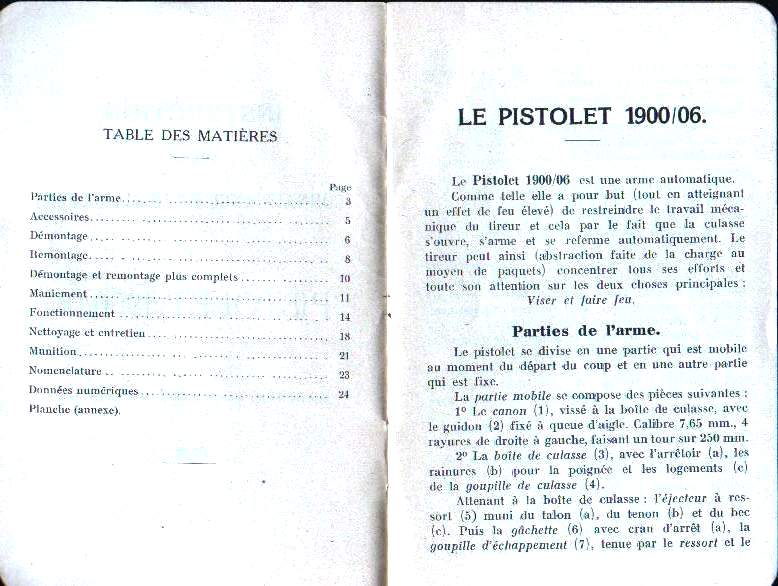 TABLE DES MATIÈRES
Page
Parties de l'arme 3
Accessoires 5
Démontage 6
Remontage 8
Démontage et remontage plus complets 10
Maniement 11
Fonctionnement 14
Nettoyage et entretien 18
Munition 21
Nomenclature 23
Données numériques 24
Planche (annexe).
LE PISTOLET 1900/06.
Le Pistolet 1900/06 est une arme automatique.
Comme telle elle a pour but (tout en atteignant
un effet de feu élevé) de restreindre le travail méca-
nique du tireur et cela par le fait que la culasse
s'ouvre, s'arme et se referme automatiquement. Le
tireur peut ainsi (abstraction faite de la charge au
moyen de paquets) concentrer tous ses efforts et
toute son attention sur les deux choses principales :
Viser et faire feu.
Parties de l'arme.
Le pistolet se divise en une partie qui est mobile
au moment du départ du coup et en une autre partie
qui est fixe.
La partie mobile se compose des pièces suivantes :
1º Le canon (1), vissé à la boîte de culasse, avec
le guidon (2) fixé à queue d'aigle. Calibre 7,65 mm., 4
rayures de droite à gauche, faisant un tour sur 250 mm.
2º La boîte de culasse (3), avec l'arrêtoir (a), les
rainures (b) pour la poignée et les logements (c)
de la goupille de culasse (4).
Attenant à la boîte de culasse : l'éjecteur à res-
sort (5) muni du talon (a), du tenon (b) et du bec
(c). Puis la gâchette (6) avec cran d'arrêt (a), la
goupille d'échappement (7), tenue par le ressort et le